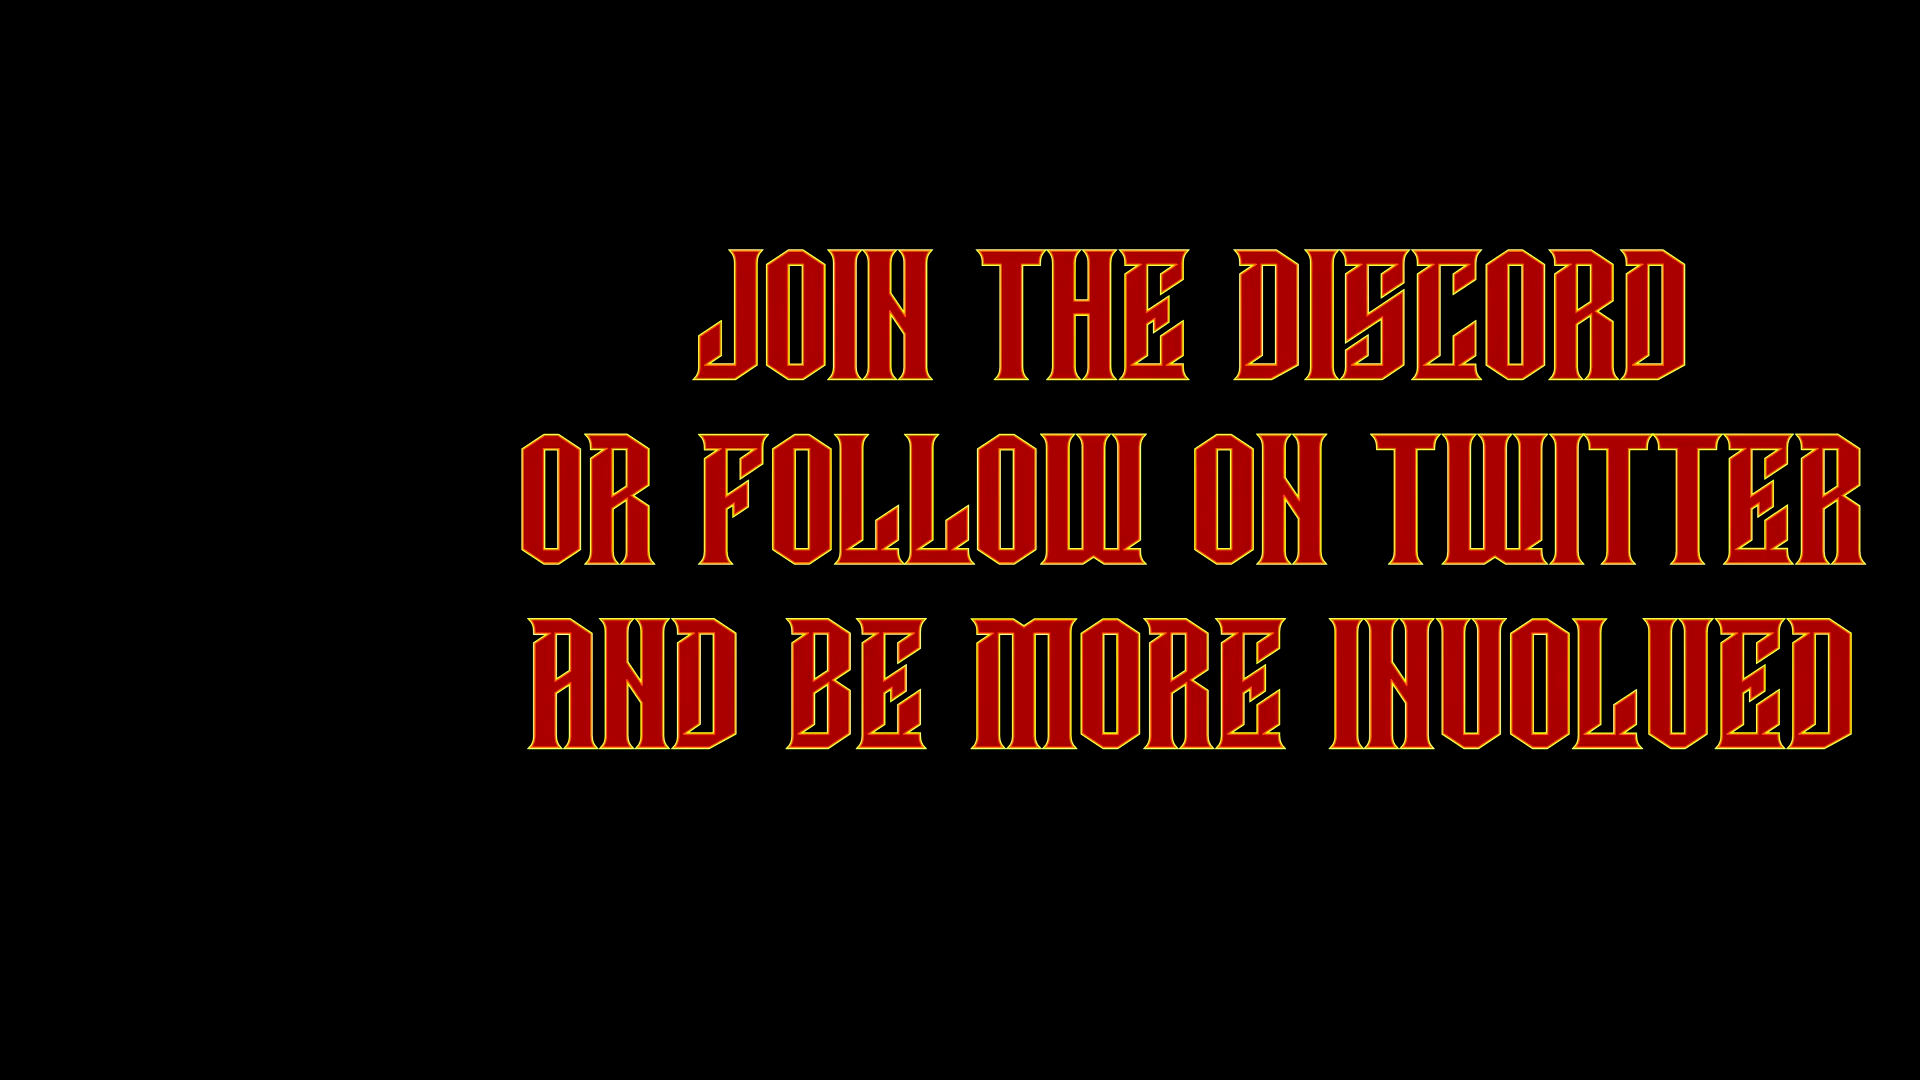 JOIN THE DISCORD
OR FOLLOW ON TWITTER
AND BE MORE INVOLVED